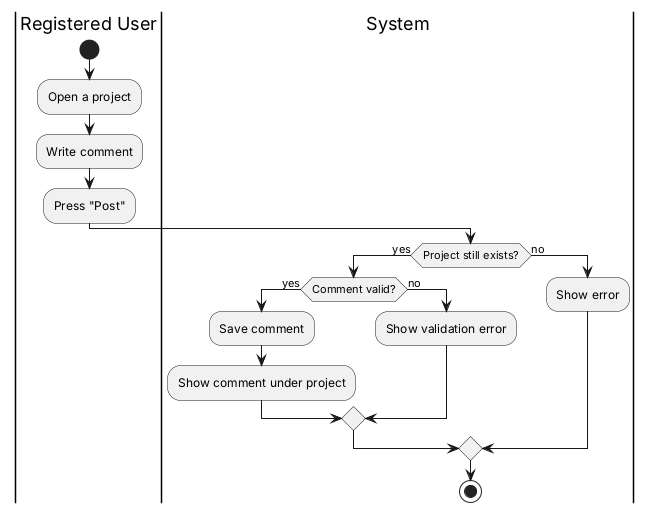 Registered User
System
Open a project
Write comment
Press "Post"
Project still exists?
yes
no
Comment valid?
yes
no
Show error
Save comment
Show validation error
Show comment under project